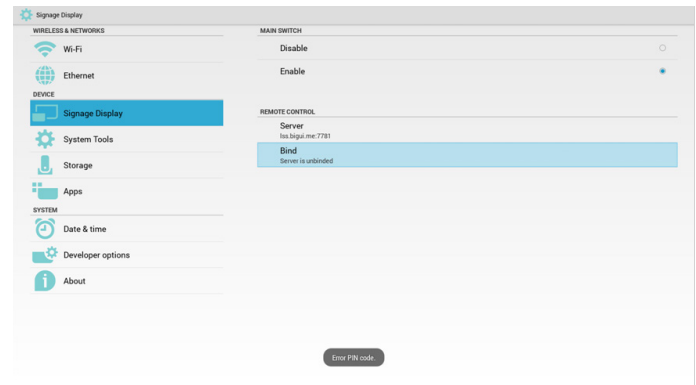 Signage Display
WIRELESS & NETWORKS
Wi-Fi
Ethernet
DEVICE
Signage Display
System Tools
Storage
Apps
SYSTEM
Date & time
Developer options
About
MAIN SWITCH
Disable
Enable
REMOTE CONTROL
Server
lss.bigui.me:7781
Bind
Server is unbinded
Error PIN code.